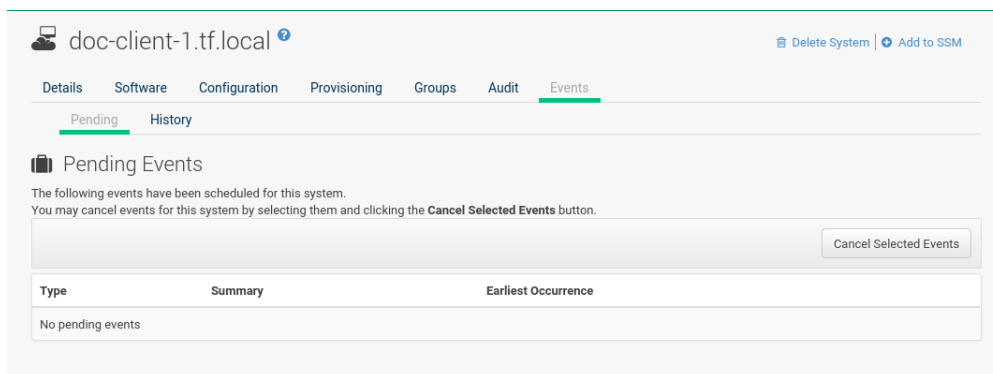 doc-client-1.tf.local ?
Delete System | Add to SSM
Details Software Configuration Provisioning Groups Audit Events
Pending History
Pending Events
The following events have been scheduled for this system.
You may cancel events for this system by selecting them and clicking the Cancel Selected Events button.
Cancel Selected Events
Type Summary Earliest Occurrence
No pending events